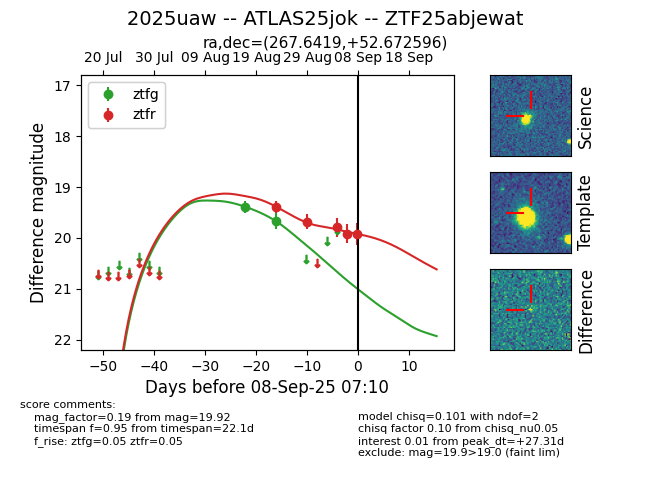 2025uaw -- ATLAS25jok -- ZTF25abjewat
ra,dec=(267.6419,+52.672596)
20 Jul 30 Jul 09 Aug 19 Aug 29 Aug 08 Sep 18 Sep
ztfg
ztfr
17
18
19
20
21
22
Difference magnitude
−50 −40 −30 −20 −10 0 10
Days before 08-Sep-25 07:10
Science
Template
Difference
score comments:
mag_factor=0.19 from mag=19.92
timespan f=0.95 from timespan=22.1d
f_rise: ztfg=0.05 ztfr=0.05
model chisq=0.101 with ndof=2
chisq factor 0.10 from chisq_nu0.05
interest 0.01 from peak_dt=+27.31d
exclude: mag=19.9>19.0 (faint lim)